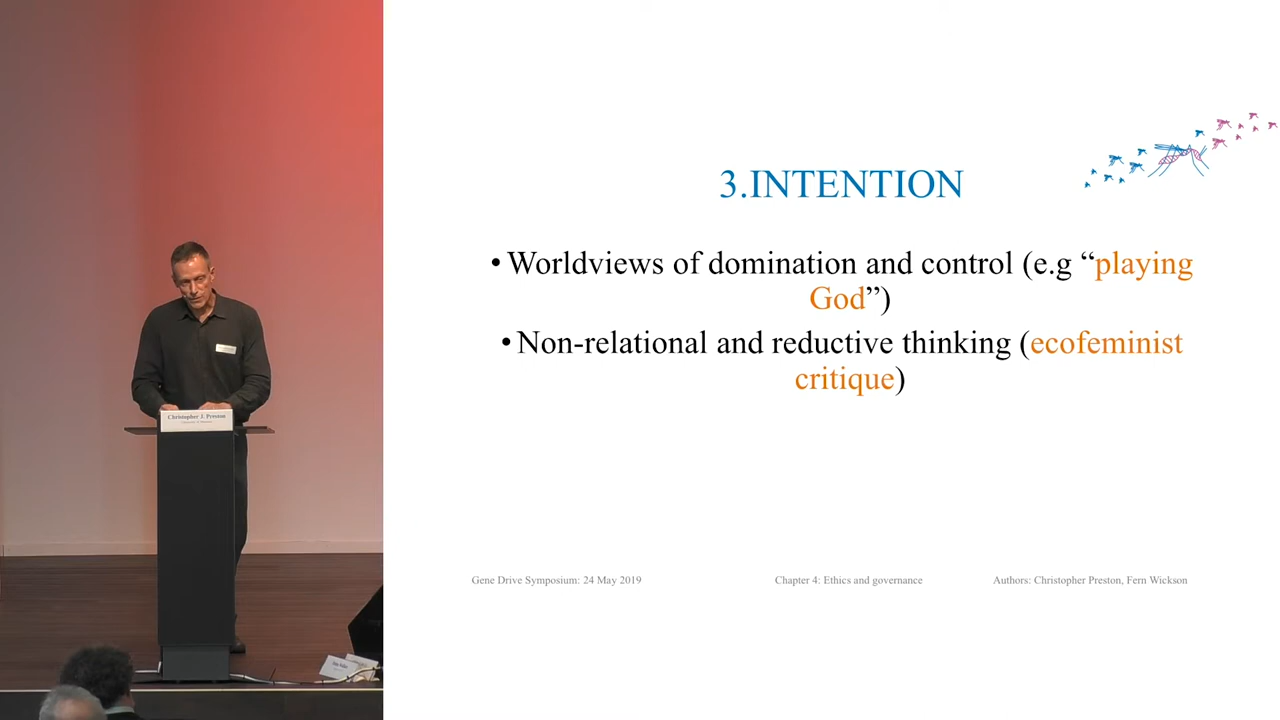 3.INTENTION
• Worldviews of domination and control (e.g “playing
God”)
• Non-relational and reductive thinking (ecofeminist
critique)
Gene Drive Symposium: 24 May 2019
Chapter 4: Ethics and governance
Authors: Christopher Preston, Fern Wickson
Christopher J. Preston